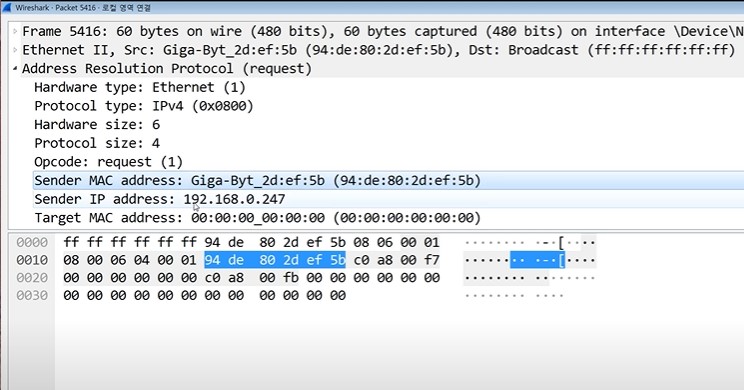 Wireshark · Packet 5416 · 로컬 영역 연결
Frame 5416: 60 bytes on wire (480 bits), 60 bytes captured (480 bits) on interface \Device\N
Ethernet II, Src: Giga-Byt_2d:ef:5b (94:de:80:2d:ef:5b), Dst: Broadcast (ff:ff:ff:ff:ff:ff)
Address Resolution Protocol (request)
Hardware type: Ethernet (1)
Protocol type: IPv4 (0x0800)
Hardware size: 6
Protocol size: 4
Opcode: request (1)
Sender MAC address: Giga-Byt_2d:ef:5b (94:de:80:2d:ef:5b)
Sender IP address: 192.168.0.247
Target MAC address: 00:00:00_00:00:00 (00:00:00:00:00:00)
0000 ff ff ff ff ff ff 94 de 80 2d ef 5b 08 06 00 01 ········ ·-·[····
0010 08 00 06 04 00 01 94 de 80 2d ef 5b c0 a8 00 f7 ········ ·-·[····
0020 00 00 00 00 00 00 c0 a8 00 fb 00 00 00 00 00 00 ········ ········
0030 00 00 00 00 00 00 00 00 00 00 00 00 ········ ····